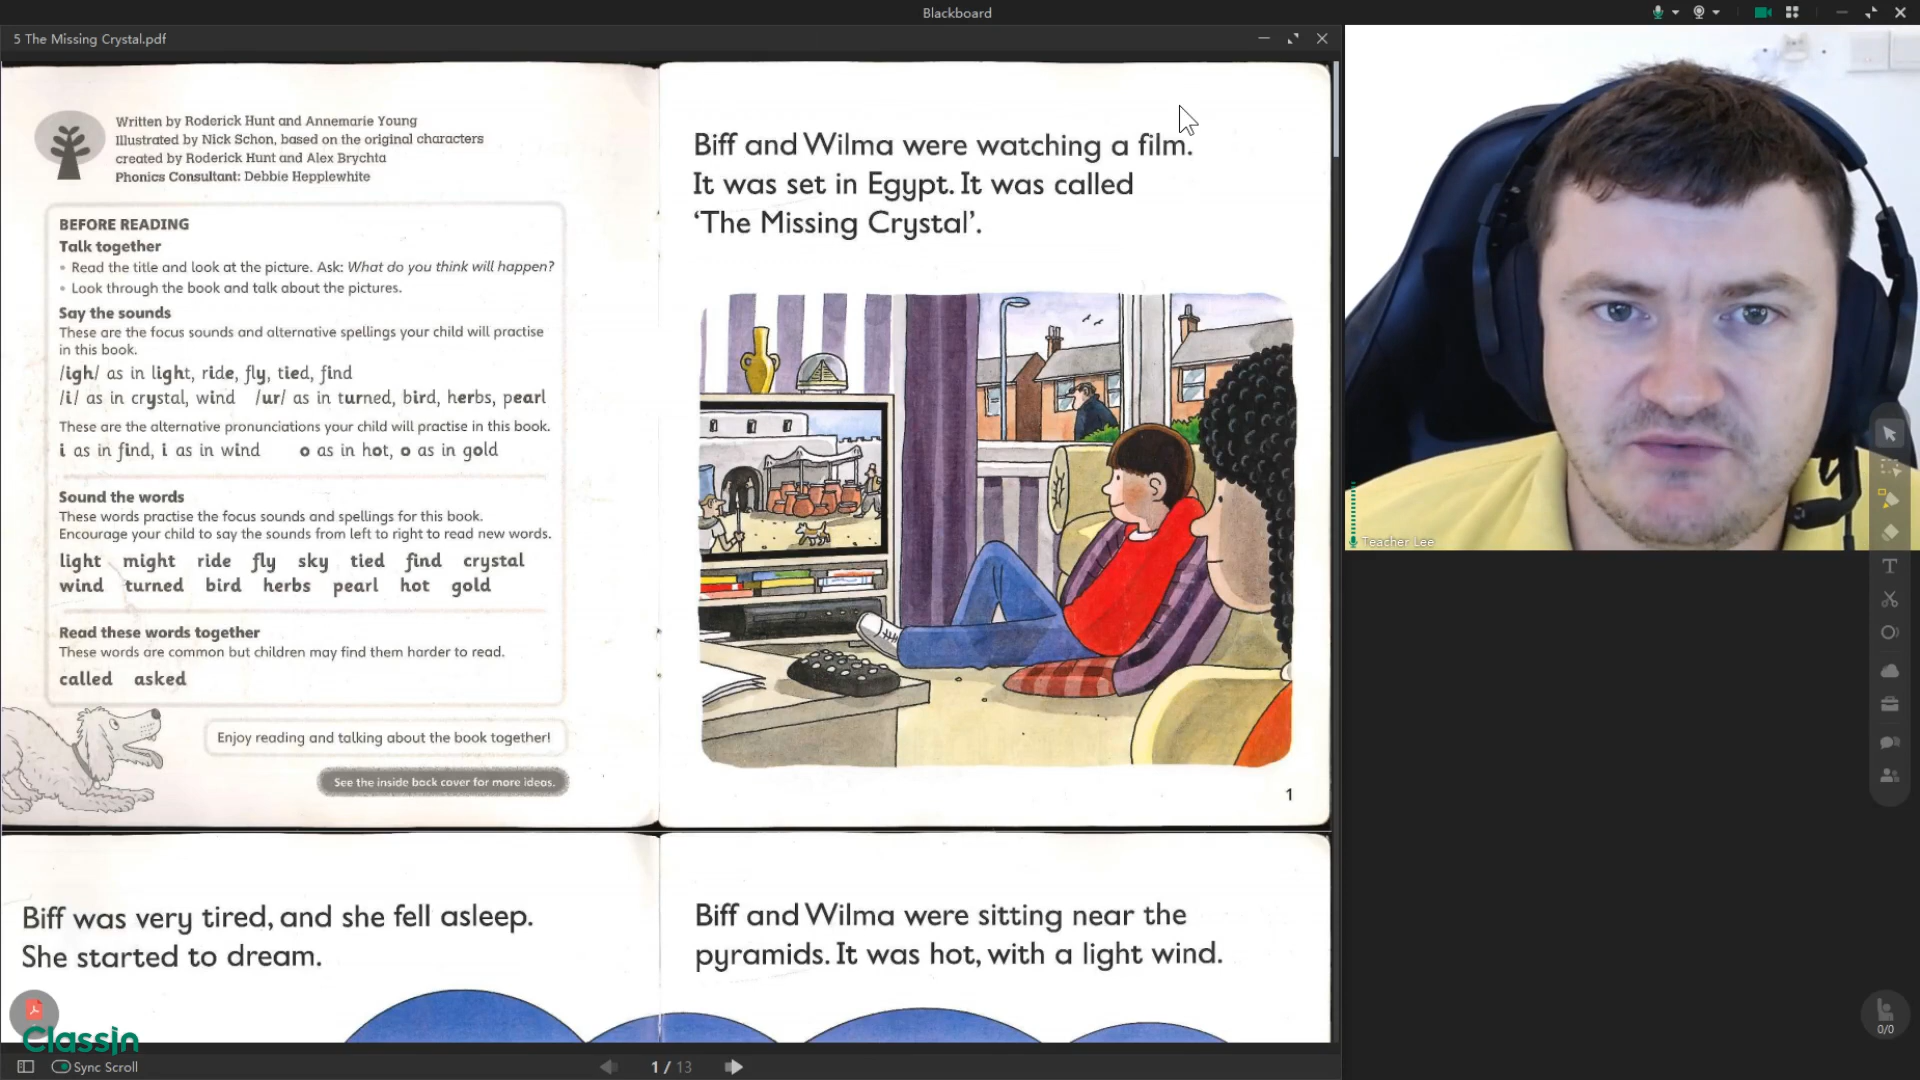 Blackboard
5 The Missing Crystal.pdf
Written by Roderick Hunt and Annemarie Young
Illustrated by Nick Schon, based on the original characters
created by Roderick Hunt and Alex Brychta
Phonics Consultant: Debbie Hepplewhite
BEFORE READING
Talk together
• Read the title and look at the picture. Ask: What do you think will happen?
• Look through the book and talk about the pictures.
Say the sounds
These are the focus sounds and alternative spellings your child will practise
in this book.
/igh/ as in light, ride, fly, tied, find
/i/ as in crystal, wind /ur/ as in turned, bird, herbs, pearl
These are the alternative pronunciations your child will practise in this book.
i as in find, i as in wind o as in hot, o as in gold
Sound the words
These words practise the focus sounds and spellings for this book.
Encourage your child to say the sounds from left to right to read new words.
light might ride fly sky tied find crystal
wind turned bird herbs pearl hot gold
Read these words together
These words are common but children may find them harder to read.
called asked
Enjoy reading and talking about the book together!
See the inside back cover for more ideas.
Biff and Wilma were watching a film.
It was set in Egypt. It was called
‘The Missing Crystal’.
1
Biff was very tired, and she fell asleep.
She started to dream.
Biff and Wilma were sitting near the
pyramids. It was hot, with a light wind.
Teacher Lee
T
0/0
ClassIn
Sync Scroll
1 / 13